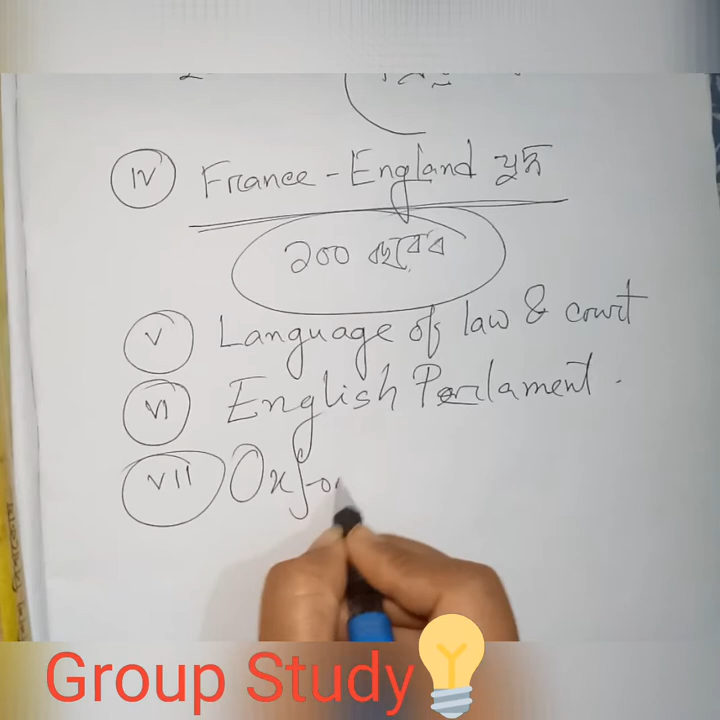 IV France - England যুদ্ধ
১০০ বছরের
V Language of law & court
VI English Parlament.
VII Oxfo
Group Study